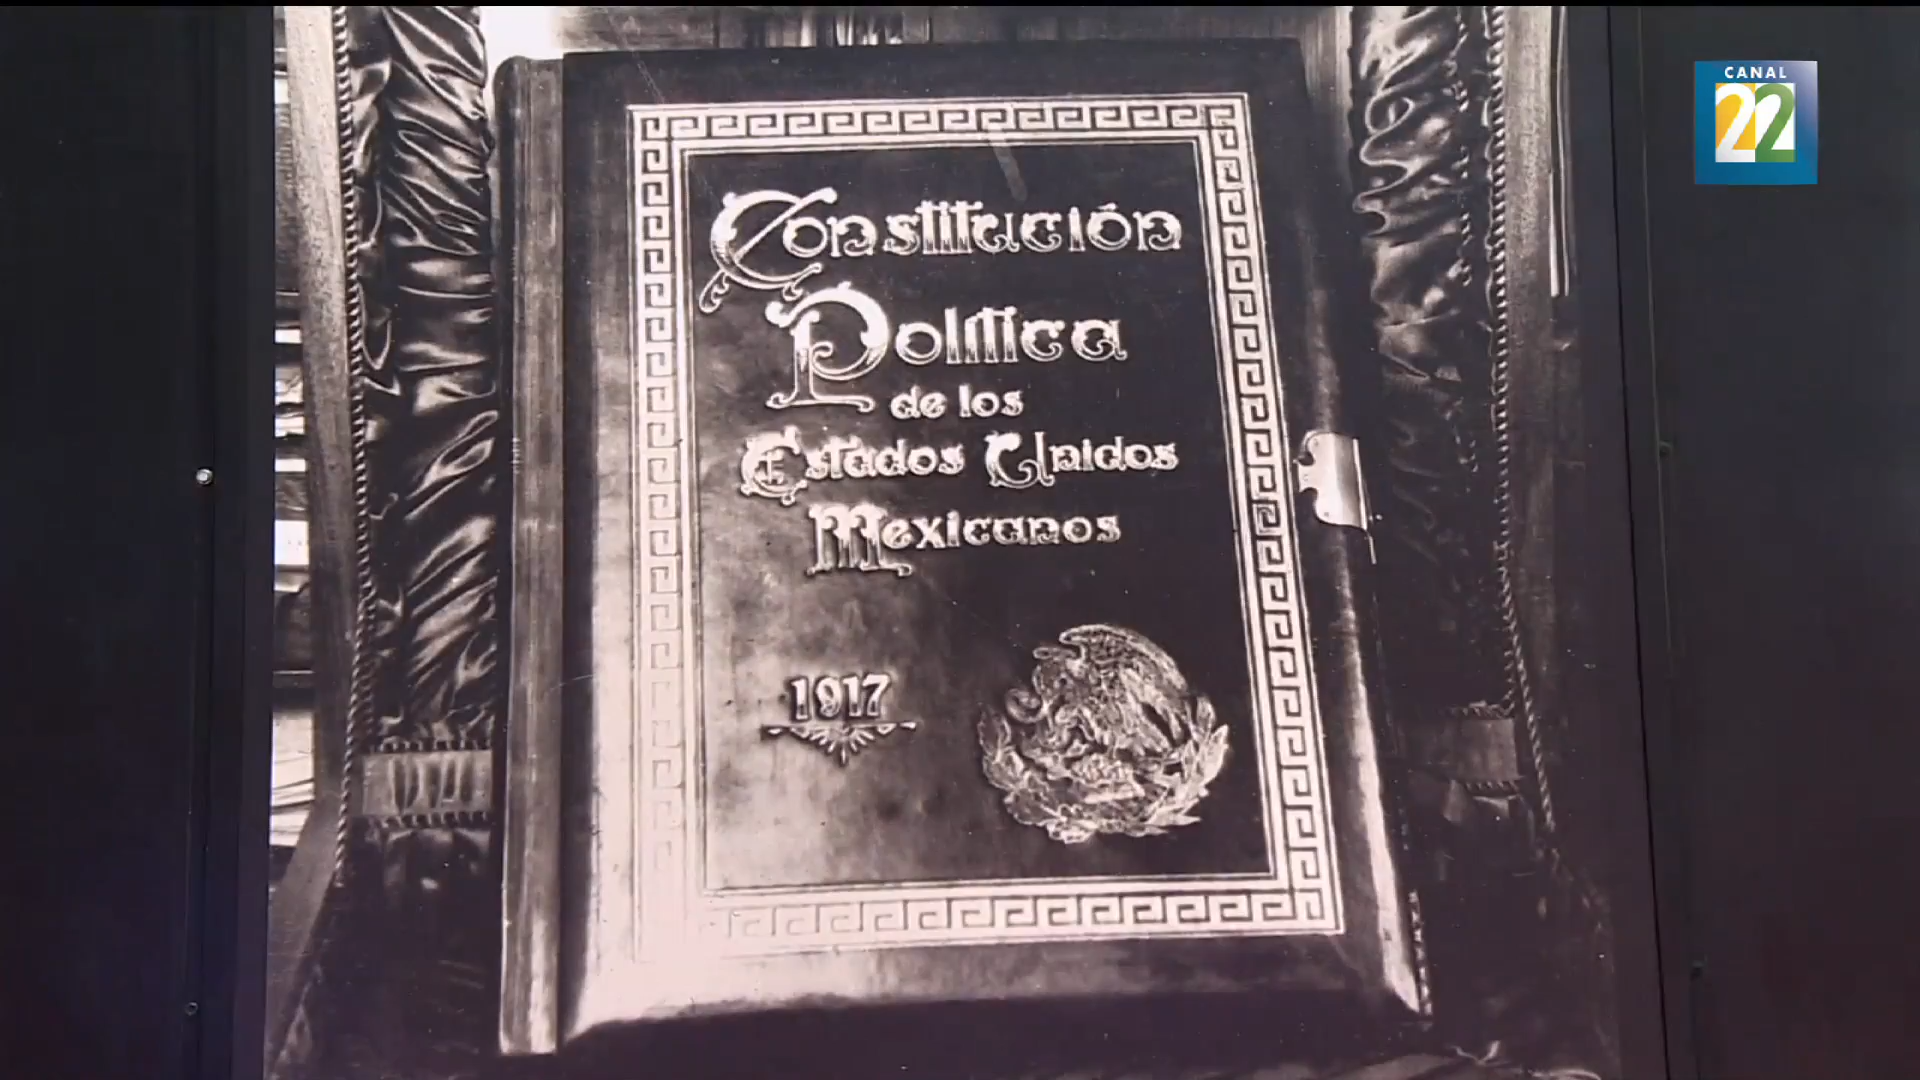 CANAL
22
Constitución
Política
de los
Estados Unidos
Mexicanos
1917